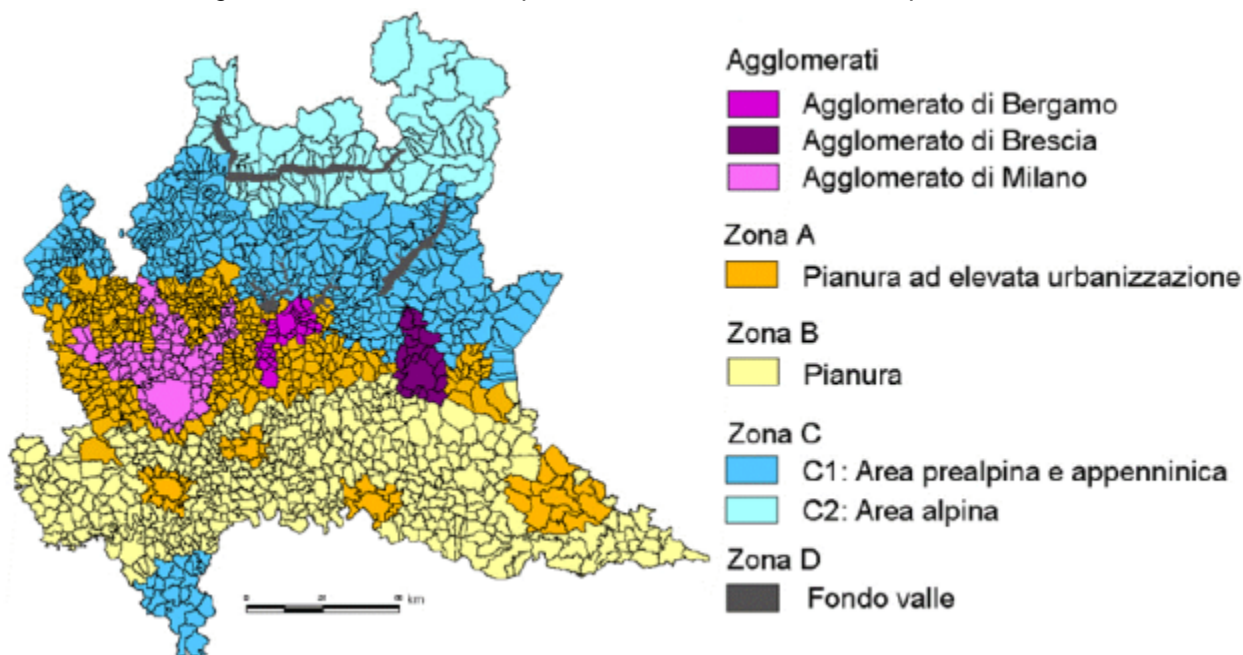 Agglomerati
Agglomerato di Bergamo
Agglomerato di Brescia
Agglomerato di Milano
Zona A
Pianura ad elevata urbanizzazione
Zona B
Pianura
Zona C
C1: Area prealpina e appenninica
C2: Area alpina
Zona D
Fondo valle
km